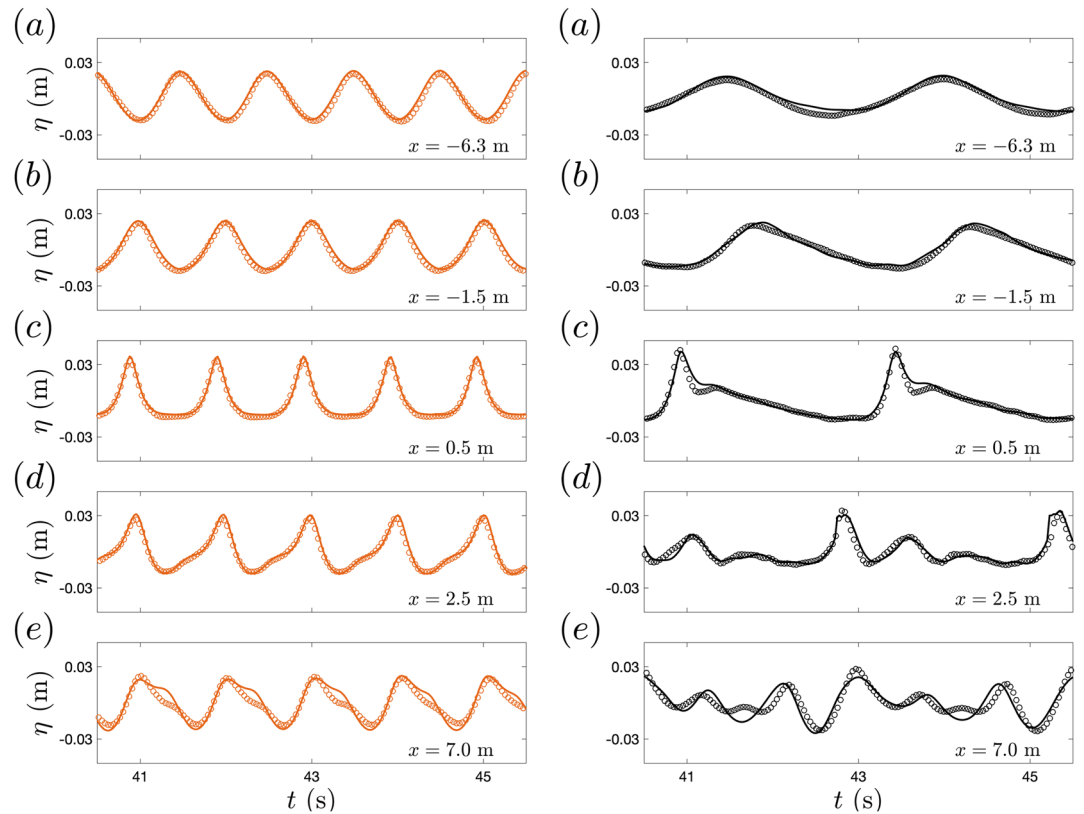 (a)
0.03
η (m)
-0.03
x = −6.3 m
(b)
0.03
η (m)
-0.03
x = −1.5 m
(c)
0.03
η (m)
-0.03
x = 0.5 m
(d)
0.03
η (m)
-0.03
x = 2.5 m
(e)
0.03
η (m)
-0.03
x = 7.0 m
41 43 45
t (s)
(a)
0.03
-0.03
x = −6.3 m
(b)
0.03
-0.03
x = −1.5 m
(c)
0.03
-0.03
x = 0.5 m
(d)
0.03
-0.03
x = 2.5 m
(e)
0.03
-0.03
x = 7.0 m
41 43 45
t (s)